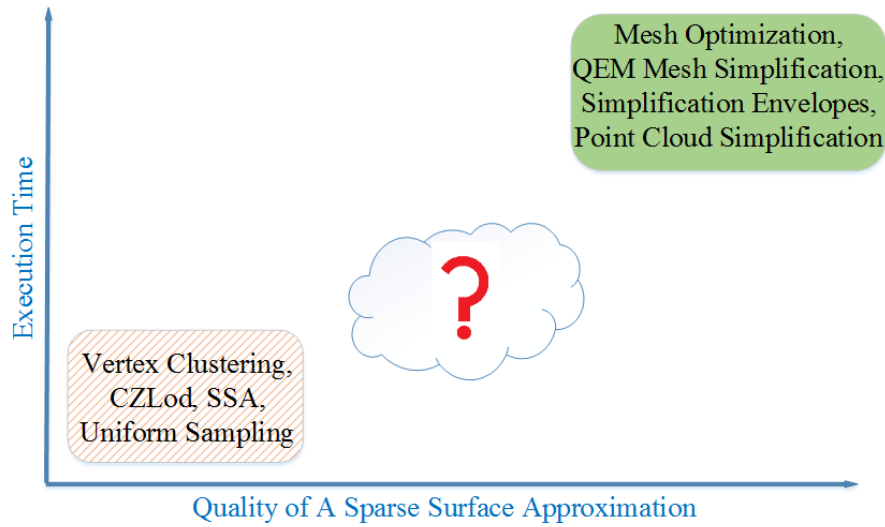 Mesh Optimization,
QEM Mesh Simplification,
Simplification Envelopes,
Point Cloud Simplification
Execution Time
?
Vertex Clustering,
CZLod, SSA,
Uniform Sampling
Quality of A Sparse Surface Approximation